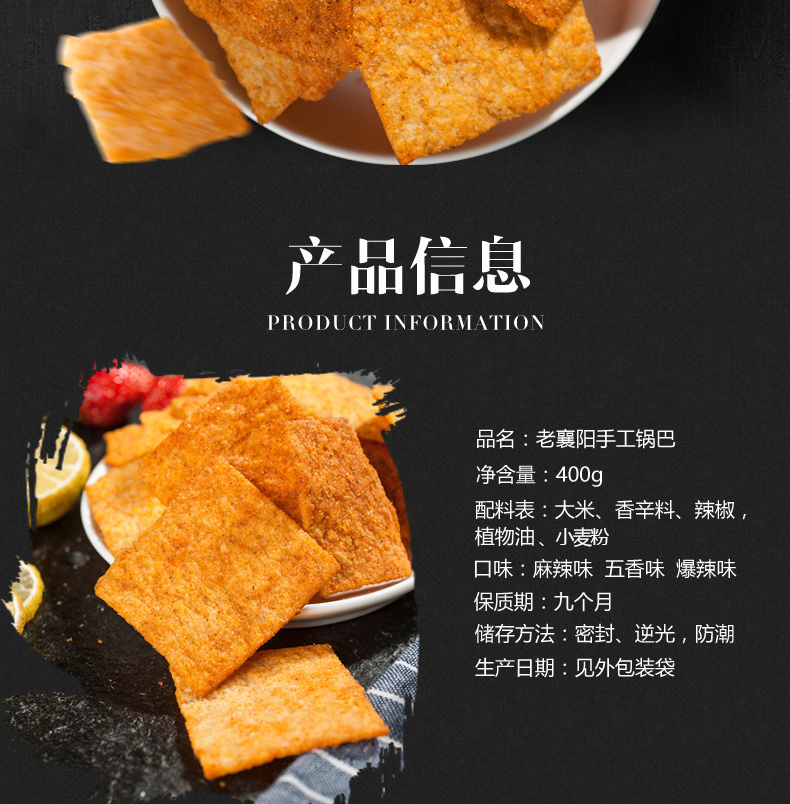 产品信息
PRODUCT INFORMATION
品名：老襄阳手工锅巴
净含量：400g
配料表：大米、香辛料、辣椒，
植物油、小麦粉
口味：麻辣味 五香味 爆辣味
保质期：九个月
储存方法：密封、逆光，防潮
生产日期：见外包装袋